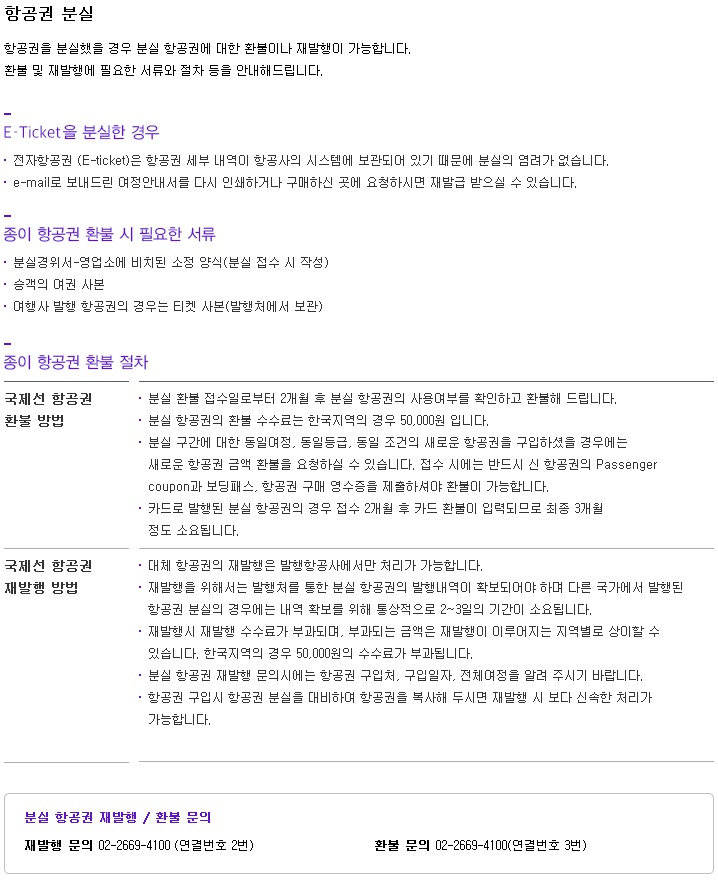 항공권 분실
항공권을 분실했을 경우 분실 항공권에 대한 환불이나 재발행이 가능합니다.
환불 및 재발행에 필요한 서류와 절차 등을 안내해드립니다.
E-Ticket을 분실한 경우
· 전자항공권 (E-ticket)은 항공권 세부 내역이 항공사의 시스템에 보관되어 있기 때문에 분실의 염려가 없습니다.
· e-mail로 보내드린 여정안내서를 다시 인쇄하거나 구매하신 곳에 요청하시면 재발급 받으실 수 있습니다.
종이 항공권 환불 시 필요한 서류
· 분실경위서-영업소에 비치된 소정 양식(분실 접수 시 작성)
· 승객의 여권 사본
· 여행사 발행 항공권의 경우는 티켓 사본(발행처에서 보관)
종이 항공권 환불 절차
국제선 항공권
환불 방법
· 분실 환불 접수일로부터 2개월 후 분실 항공권의 사용여부를 확인하고 환불해 드립니다.
· 분실 항공권의 환불 수수료는 한국지역의 경우 50,000원 입니다.
· 분실 구간에 대한 동일여정, 동일등급, 동일 조건의 새로운 항공권을 구입하셨을 경우에는
새로운 항공권 금액 환불을 요청하실 수 있습니다. 접수 시에는 반드시 신 항공권의 Passenger
coupon과 보딩패스, 항공권 구매 영수증을 제출하셔야 환불이 가능합니다.
· 카드로 발행된 분실 항공권의 경우 접수 2개월 후 카드 환불이 입력되므로 최종 3개월
정도 소요됩니다.
국제선 항공권
재발행 방법
· 대체 항공권의 재발행은 발행항공사에서만 처리가 가능합니다.
· 재발행을 위해서는 발행처를 통한 분실 항공권의 발행내역이 확보되어야 하며 다른 국가에서 발행된
항공권 분실의 경우에는 내역 확보를 위해 통상적으로 2~3일의 기간이 소요됩니다.
· 재발행시 재발행 수수료가 부과되며, 부과되는 금액은 재발행이 이루어지는 지역별로 상이할 수
있습니다. 한국지역의 경우 50,000원의 수수료가 부과됩니다.
· 분실 항공권 재발행 문의시에는 항공권 구입처, 구입일자, 전체여정을 알려 주시기 바랍니다.
· 항공권 구입시 항공권 분실을 대비하여 항공권을 복사해 두시면 재발행 시 보다 신속한 처리가
가능합니다.
분실 항공권 재발행 / 환불 문의
재발행 문의 02-2669-4100 (연결번호 2번) 환불 문의 02-2669-4100(연결번호 3번)